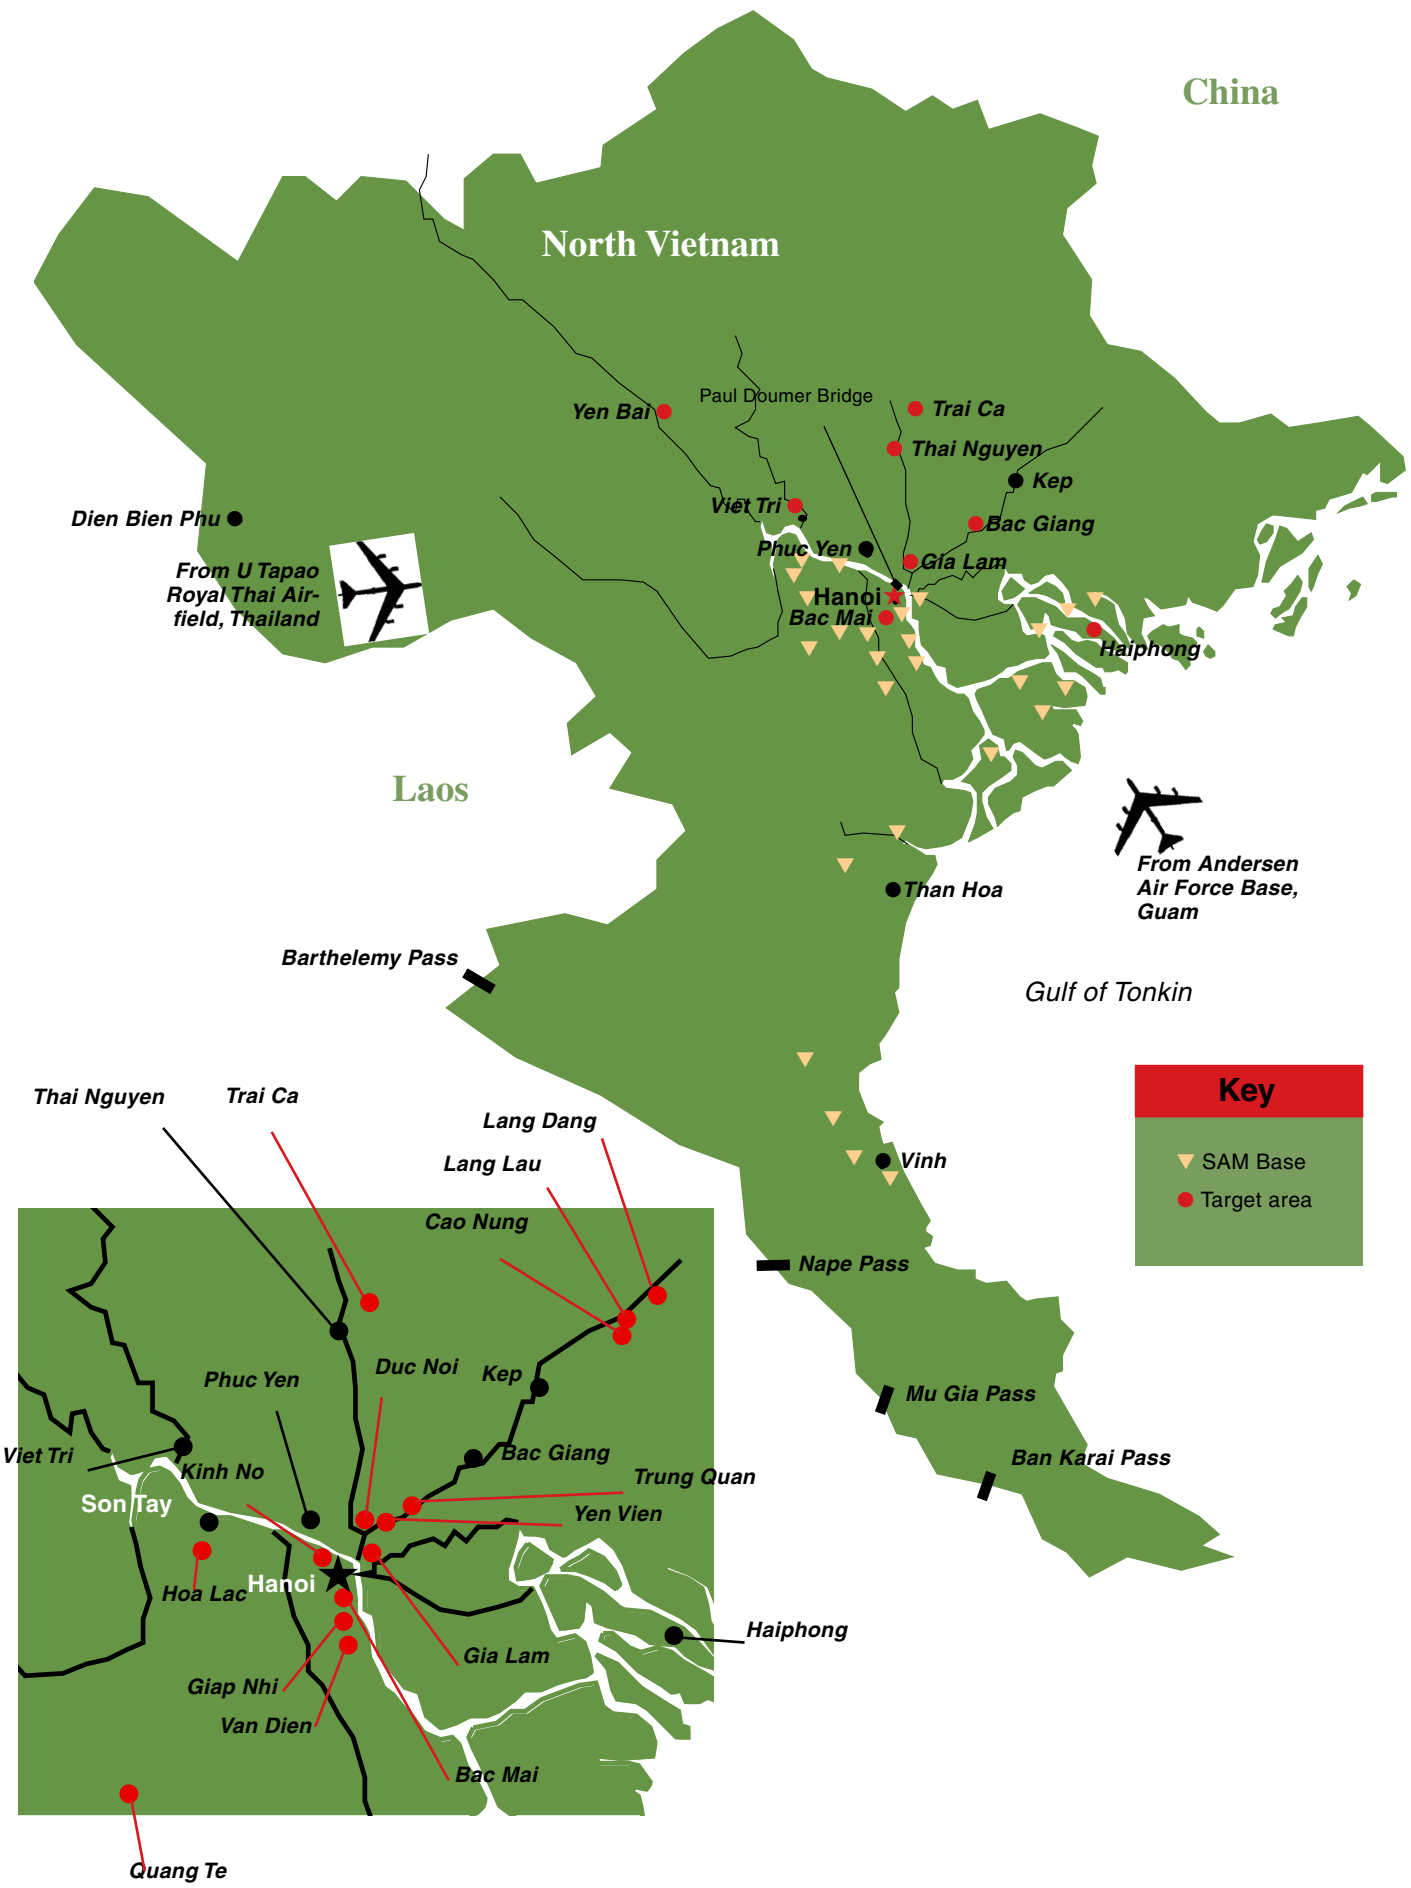 China
North Vietnam
Paul Doumer Bridge
Yen Bai
Trai Ca
Thai Nguyen
Kep
Viet Tri
Dien Bien Phu
Bac Giang
Phuc Yen
Gia Lam
From U Tapao
Royal Thai Air-
field, Thailand
Hanoi
Bac Mai
Haiphong
Laos
From Andersen
Air Force Base,
Guam
Than Hoa
Barthelemy Pass
Gulf of Tonkin
Key
SAM Base
Target area
Vinh
Nape Pass
Mu Gia Pass
Ban Karai Pass
Thai Nguyen
Trai Ca
Lang Dang
Lang Lau
Cao Nung
Duc Noi
Kep
Phuc Yen
Viet Tri
Bac Giang
Kinh No
Trung Quan
Son Tay
Yen Vien
Hoa Lac
Hanoi
Haiphong
Gia Lam
Giap Nhi
Van Dien
Bac Mai
Quang Te